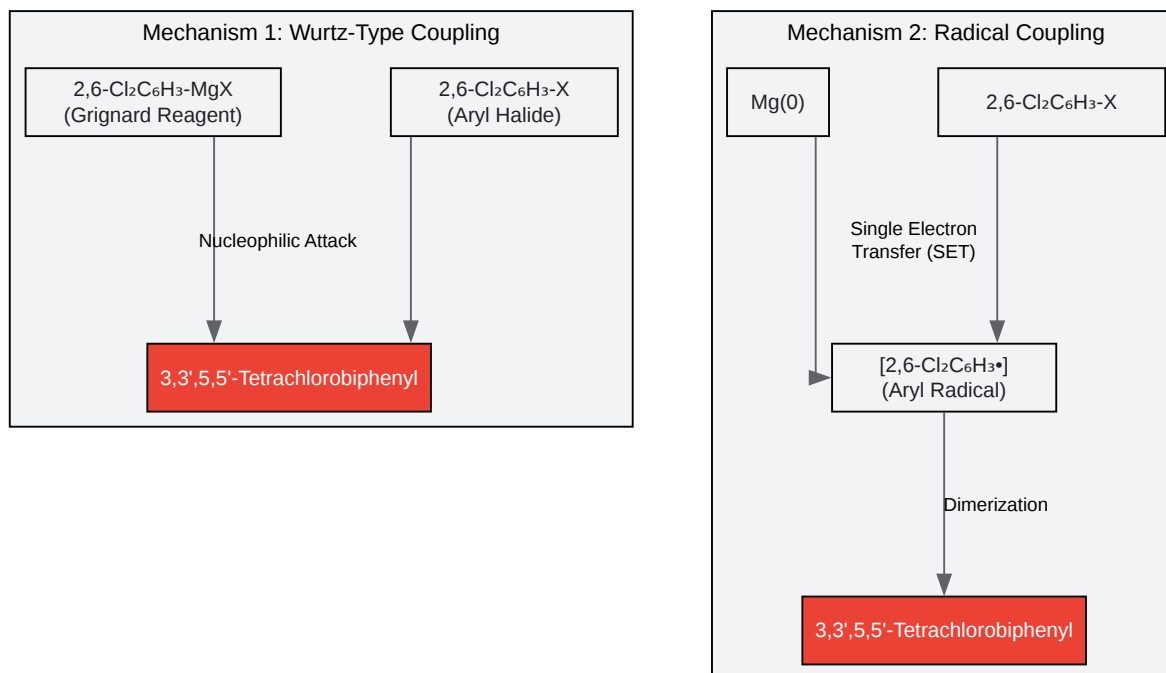 Mechanism 1: Wurtz-Type Coupling
2,6-Cl₂C₆H₃-MgX
(Grignard Reagent)
2,6-Cl₂C₆H₃-X
(Aryl Halide)
Nucleophilic Attack
3,3',5,5'-Tetrachlorobiphenyl
Mechanism 2: Radical Coupling
Mg(0)
2,6-Cl₂C₆H₃-X
Single Electron
Transfer (SET)
[2,6-Cl₂C₆H₃•]
(Aryl Radical)
Dimerization
3,3',5,5'-Tetrachlorobiphenyl